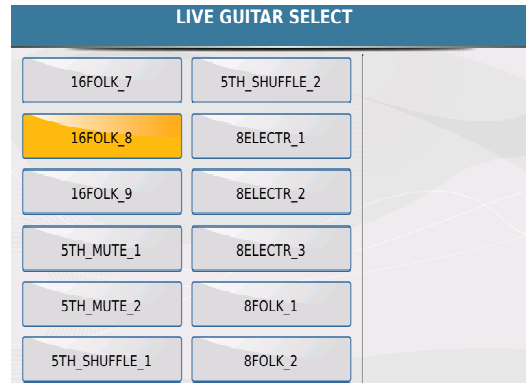 LIVE GUITAR SELECT
16FOLK_7
16FOLK_8
16FOLK_9
5TH_MUTE_1
5TH_MUTE_2
5TH_SHUFFLE_1
5TH_SHUFFLE_2
8ELECTR_1
8ELECTR_2
8ELECTR_3
8FOLK_1
8FOLK_2